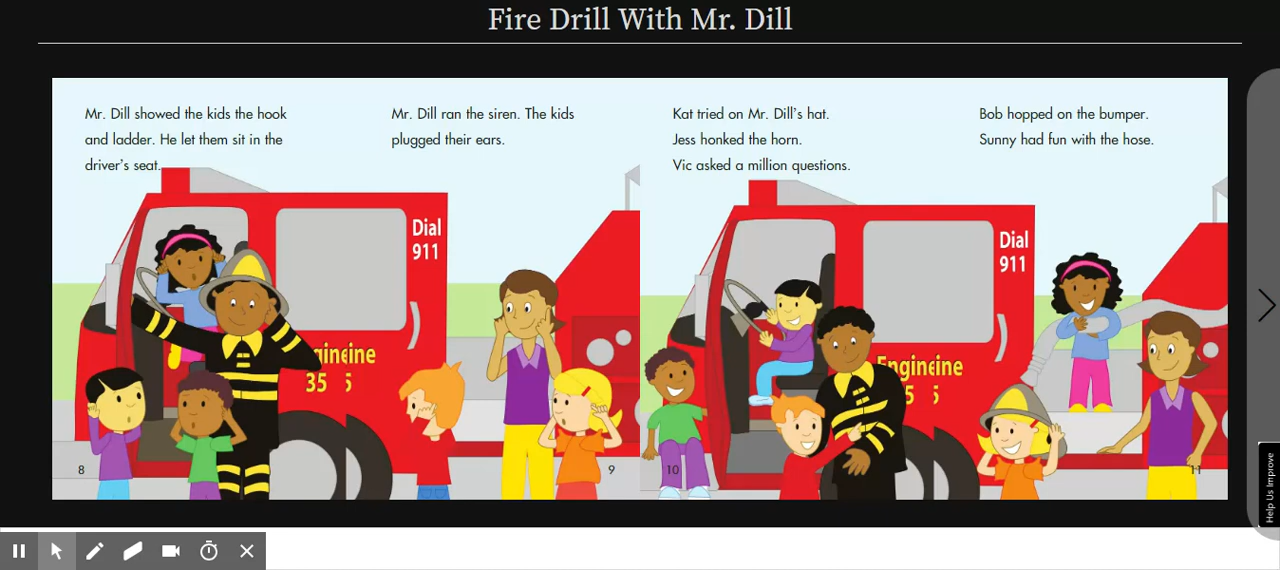 Fire Drill With Mr. Dill
Mr. Dill showed the kids the hook
and ladder. He let them sit in the
driver's seat.
Mr. Dill ran the siren. The kids
plugged their ears.
Dial
911
35
8
9
Kat tried on Mr. Dill's hat.
Jess honked the horn.
Vic asked a million questions.
Bob hopped on the bumper.
Sunny had fun with the hose.
Dial
911
10
11
Help Us Improve